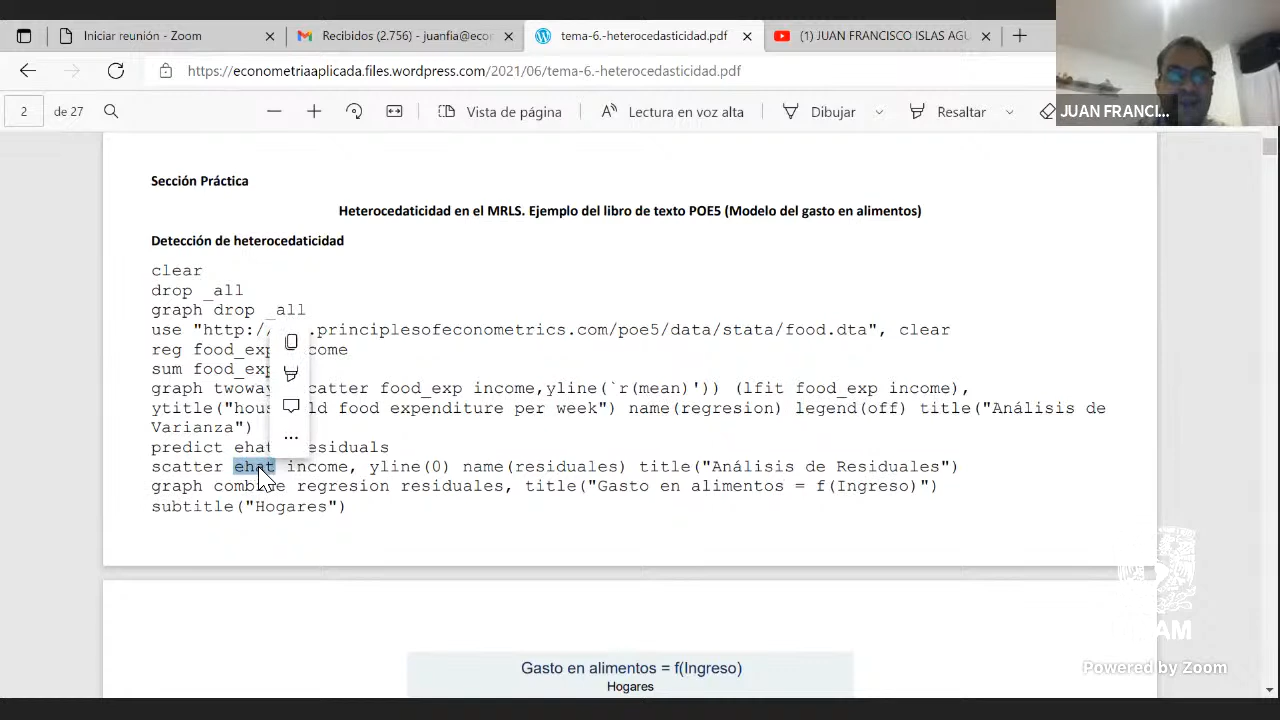 Iniciar reunión - Zoom
Recibidos (2.756) - juanfia@eco
tema-6.-heterocedasticidad.pdf
(1) JUAN FRANCISCO ISLAS AGU
https://econometriaaplicada.files.wordpress.com/2021/06/tema-6.-heterocedasticidad.pdf
2 de 27
Vista de página
Lectura en voz alta
Dibujar
Resaltar
JUAN FRANCI...
Sección Práctica
Heterocedaticidad en el MRLS. Ejemplo del libro de texto POE5 (Modelo del gasto en alimentos)
Detección de heterocedaticidad
clear
drop _all
graph drop _all
use "http:// .principlesofeconometrics.com/poe5/data/stata/food.dta", clear
reg food_exp come
sum food_exp
graph twoway catter food_exp income,yline(`r(mean)')) (lfit food_exp income),
ytitle("hous ld food expenditure per week") name(regresion) legend(off) title("Análisis de
Varianza")
predict ehat esiduals
scatter ehat income, yline(0) name(residuales) title("Análisis de Residuales")
graph combine regresion residuales, title("Gasto en alimentos = f(Ingreso)")
subtitle("Hogares")
Gasto en alimentos = f(Ingreso)
Hogares
AM
Powered by Zoom